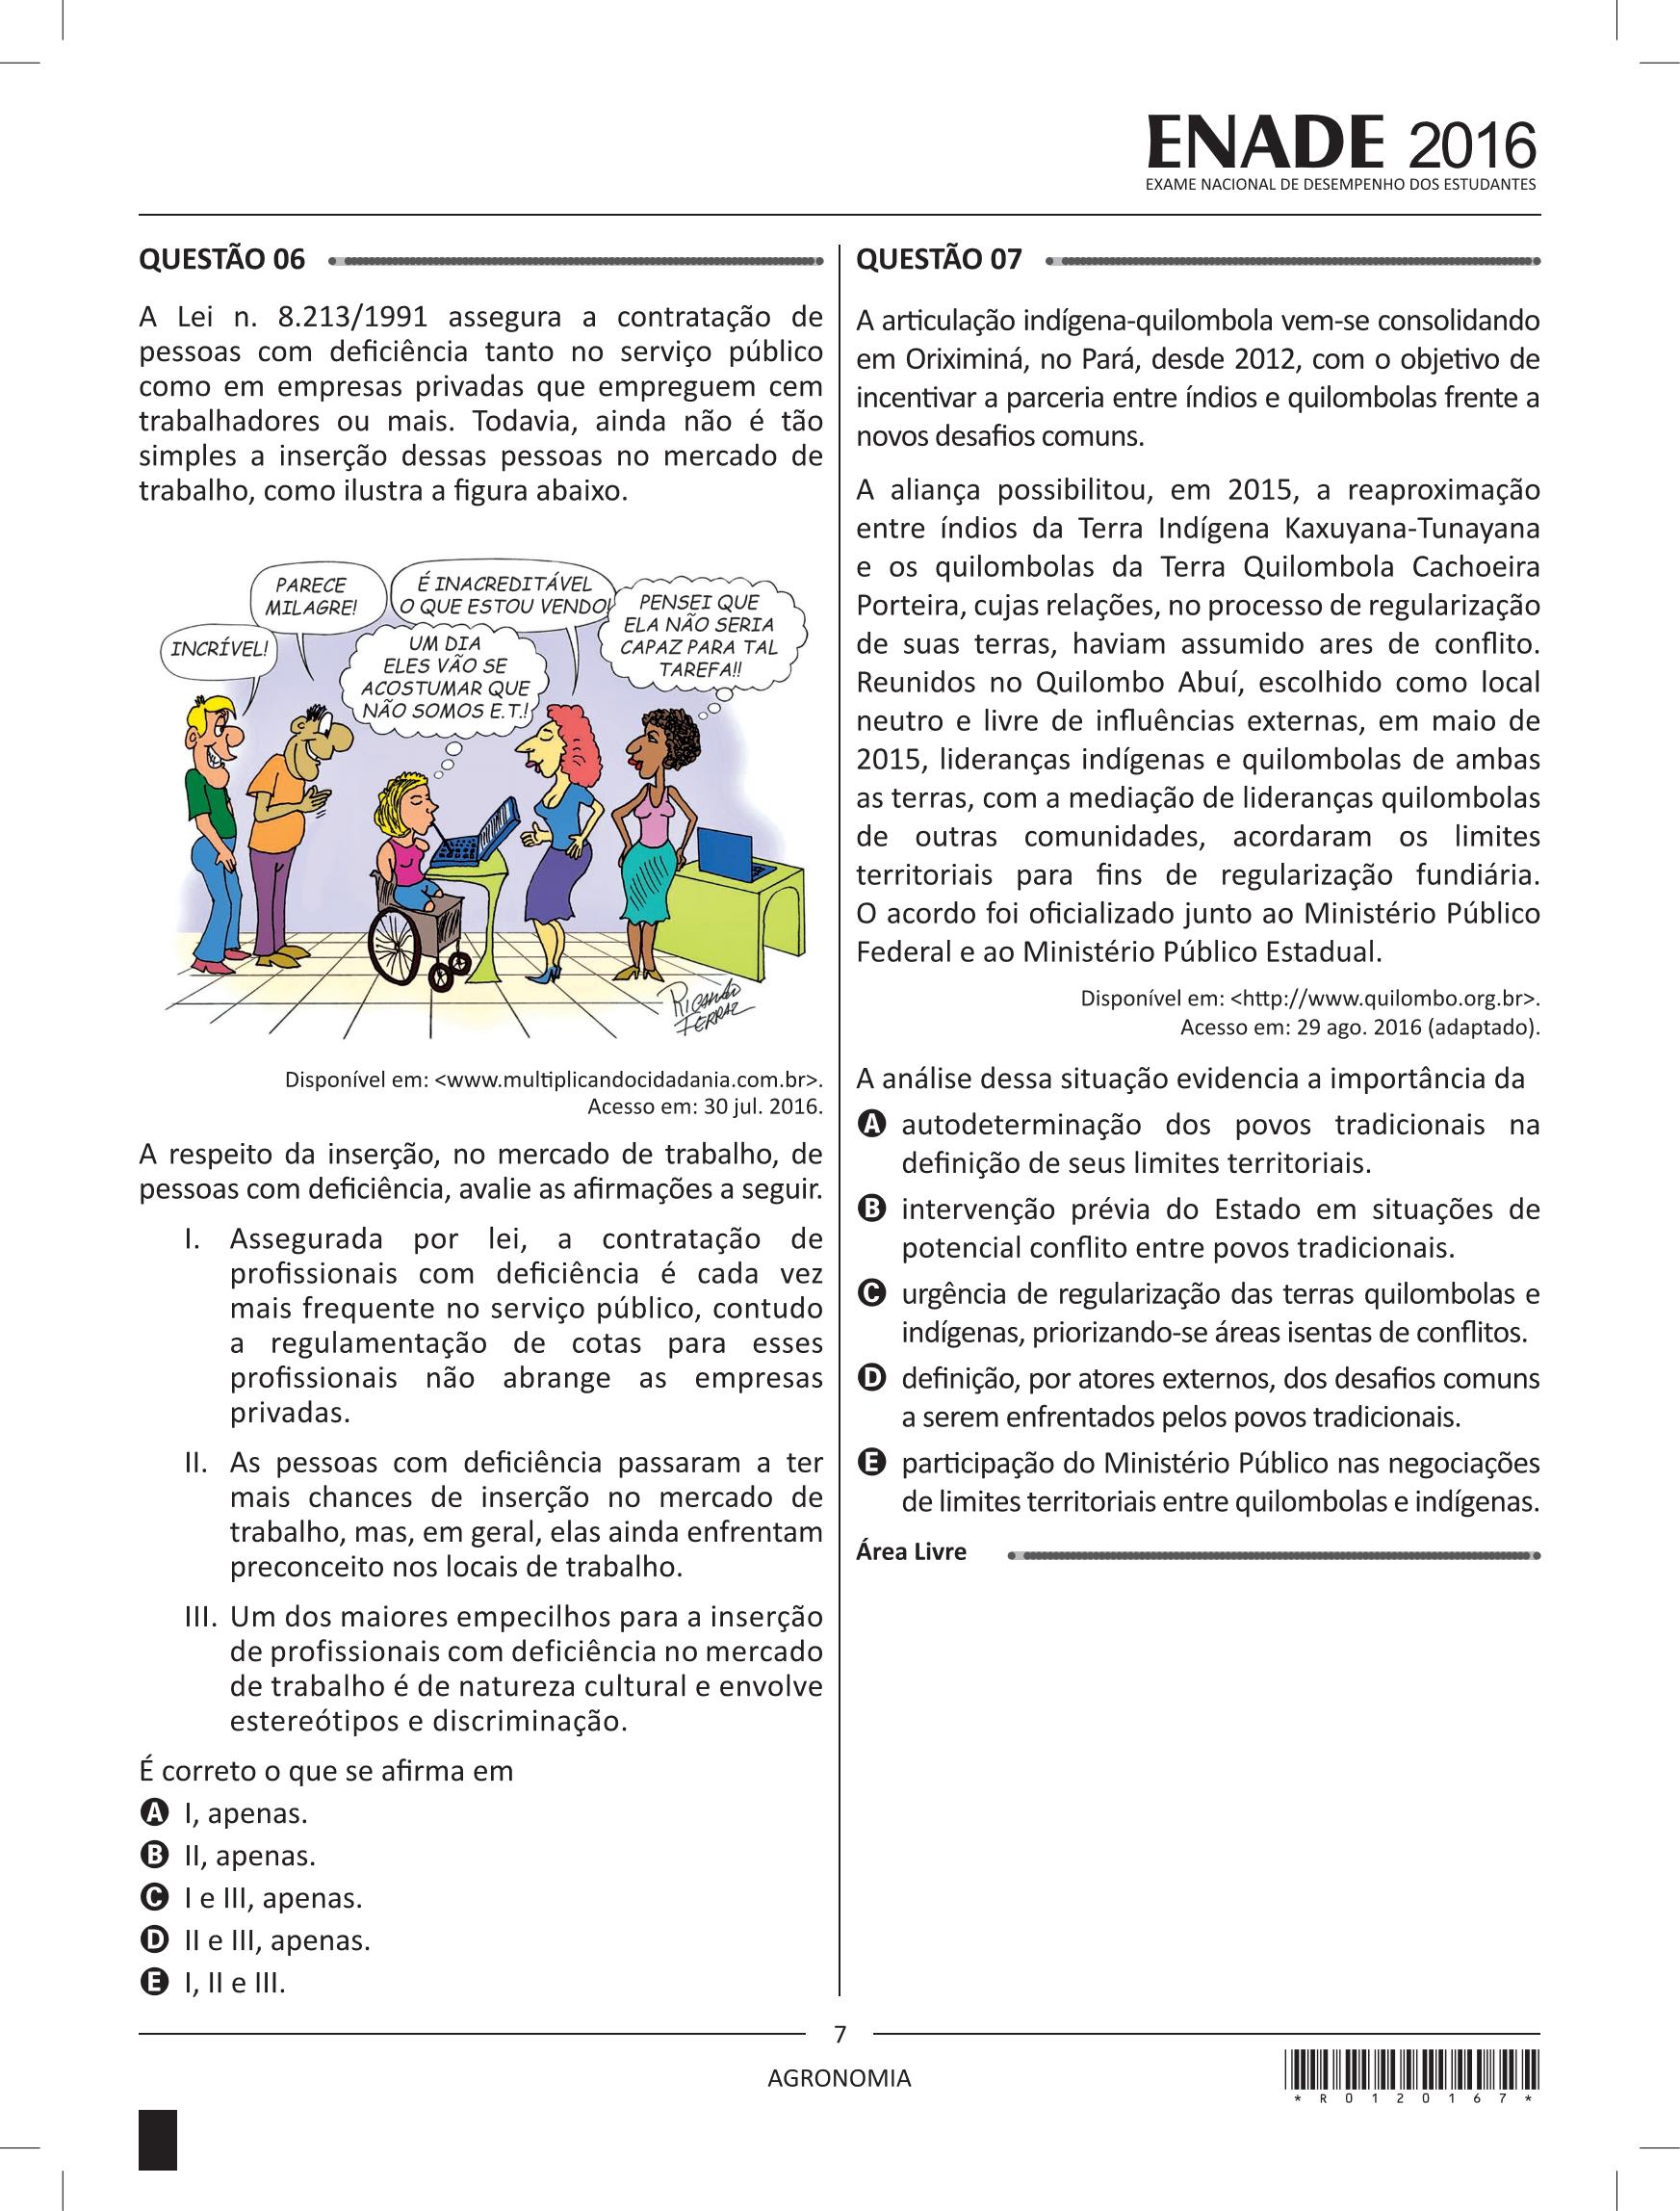 ENADE 2016
EXAME NACIONAL DE DESEMPENHO DOS ESTUDANTES
QUESTÃO 06
A Lei n. 8.213/1991 assegura a contratação de
pessoas com deficiência tanto no serviço público
como em empresas privadas que empreguem cem
trabalhadores ou mais. Todavia, ainda não é tão
simples a inserção dessas pessoas no mercado de
trabalho, como ilustra a figura abaixo.
INCRÍVEL!
PARECE
MILAGRE!
UM DIA
ELES VÃO SE
ACOSTUMAR QUE
NÃO SOMOS E.T.!
É INACREDITÁVEL
O QUE ESTOU VENDO!
PENSEI QUE
ELA NÃO SERIA
CAPAZ PARA TAL
TAREFA!!
RICARDO
FERRAZ
Disponível em: <www.multiplicandocidadania.com.br>.
Acesso em: 30 jul. 2016.
A respeito da inserção, no mercado de trabalho, de
pessoas com deficiência, avalie as afirmações a seguir.
I. Assegurada por lei, a contratação de
profissionais com deficiência é cada vez
mais frequente no serviço público, contudo
a regulamentação de cotas para esses
profissionais não abrange as empresas
privadas.
II. As pessoas com deficiência passaram a ter
mais chances de inserção no mercado de
trabalho, mas, em geral, elas ainda enfrentam
preconceito nos locais de trabalho.
III. Um dos maiores empecilhos para a inserção
de profissionais com deficiência no mercado
de trabalho é de natureza cultural e envolve
estereótipos e discriminação.
É correto o que se afirma em
A I, apenas.
B II, apenas.
C I e III, apenas.
D II e III, apenas.
E I, II e III.
QUESTÃO 07
A articulação indígena-quilombola vem-se consolidando
em Oriximiná, no Pará, desde 2012, com o objetivo de
incentivar a parceria entre índios e quilombolas frente a
novos desafios comuns.
A aliança possibilitou, em 2015, a reaproximação
entre índios da Terra Indígena Kaxuyana-Tunayana
e os quilombolas da Terra Quilombola Cachoeira
Porteira, cujas relações, no processo de regularização
de suas terras, haviam assumido ares de conflito.
Reunidos no Quilombo Abuí, escolhido como local
neutro e livre de influências externas, em maio de
2015, lideranças indígenas e quilombolas de ambas
as terras, com a mediação de lideranças quilombolas
de outras comunidades, acordaram os limites
territoriais para fins de regularização fundiária.
O acordo foi oficializado junto ao Ministério Público
Federal e ao Ministério Público Estadual.
Disponível em: <http://www.quilombo.org.br>.
Acesso em: 29 ago. 2016 (adaptado).
A análise dessa situação evidencia a importância da
A autodeterminação dos povos tradicionais na
definição de seus limites territoriais.
B intervenção prévia do Estado em situações de
potencial conflito entre povos tradicionais.
C urgência de regularização das terras quilombolas e
indígenas, priorizando-se áreas isentas de conflitos.
D definição, por atores externos, dos desafios comuns
a serem enfrentados pelos povos tradicionais.
E participação do Ministério Público nas negociações
de limites territoriais entre quilombolas e indígenas.
Área Livre
7
AGRONOMIA
* R 0 1 2 0 1 6 7 *